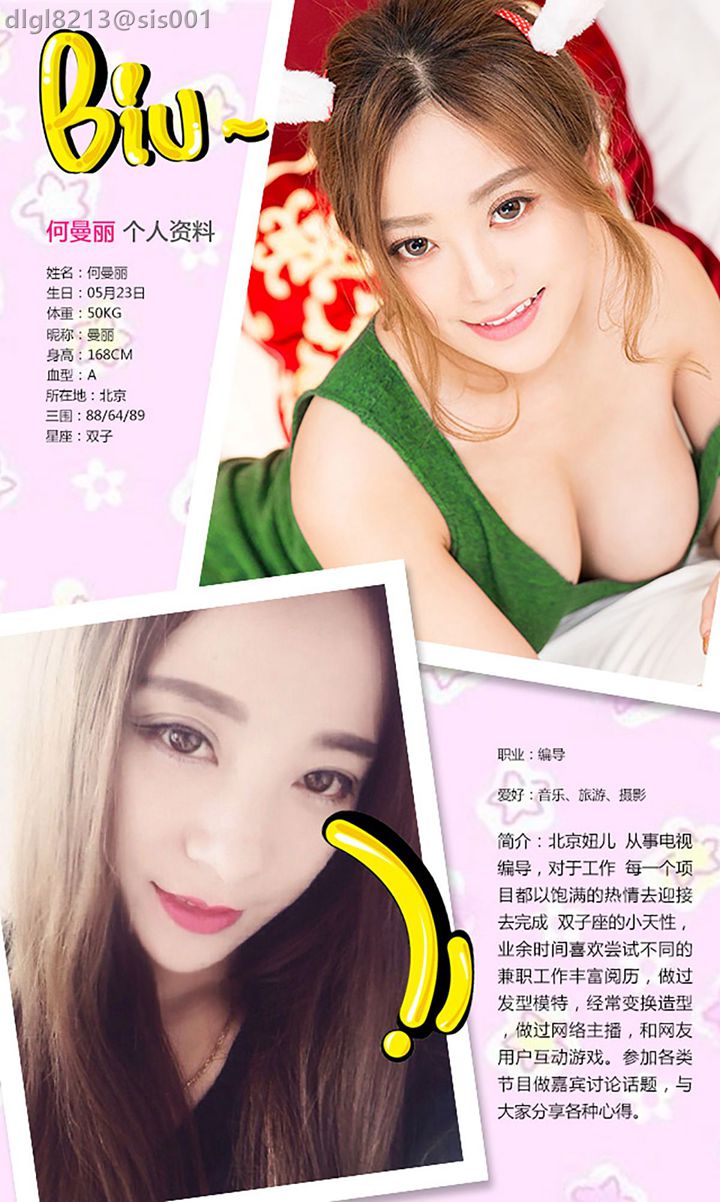 dlgl8213@sis001
Biu~
何曼丽 个人资料
姓名：何曼丽
生日：05月23日
体重：50KG
昵称：曼丽
身高：168CM
血型：A
所在地：北京
三围：88/64/89
星座：双子
职业：编导
爱好：音乐、旅游、摄影
简介：北京妞儿 从事电视
编导，对于工作 每一个项
目都以饱满的热情去迎接
去完成 双子座的小天性，
业余时间喜欢尝试不同的
兼职工作丰富阅历，做过
发型模特，经常变换造型
，做过网络主播，和网友
用户互动游戏。参加各类
节目做嘉宾讨论话题，与
大家分享各种心得。